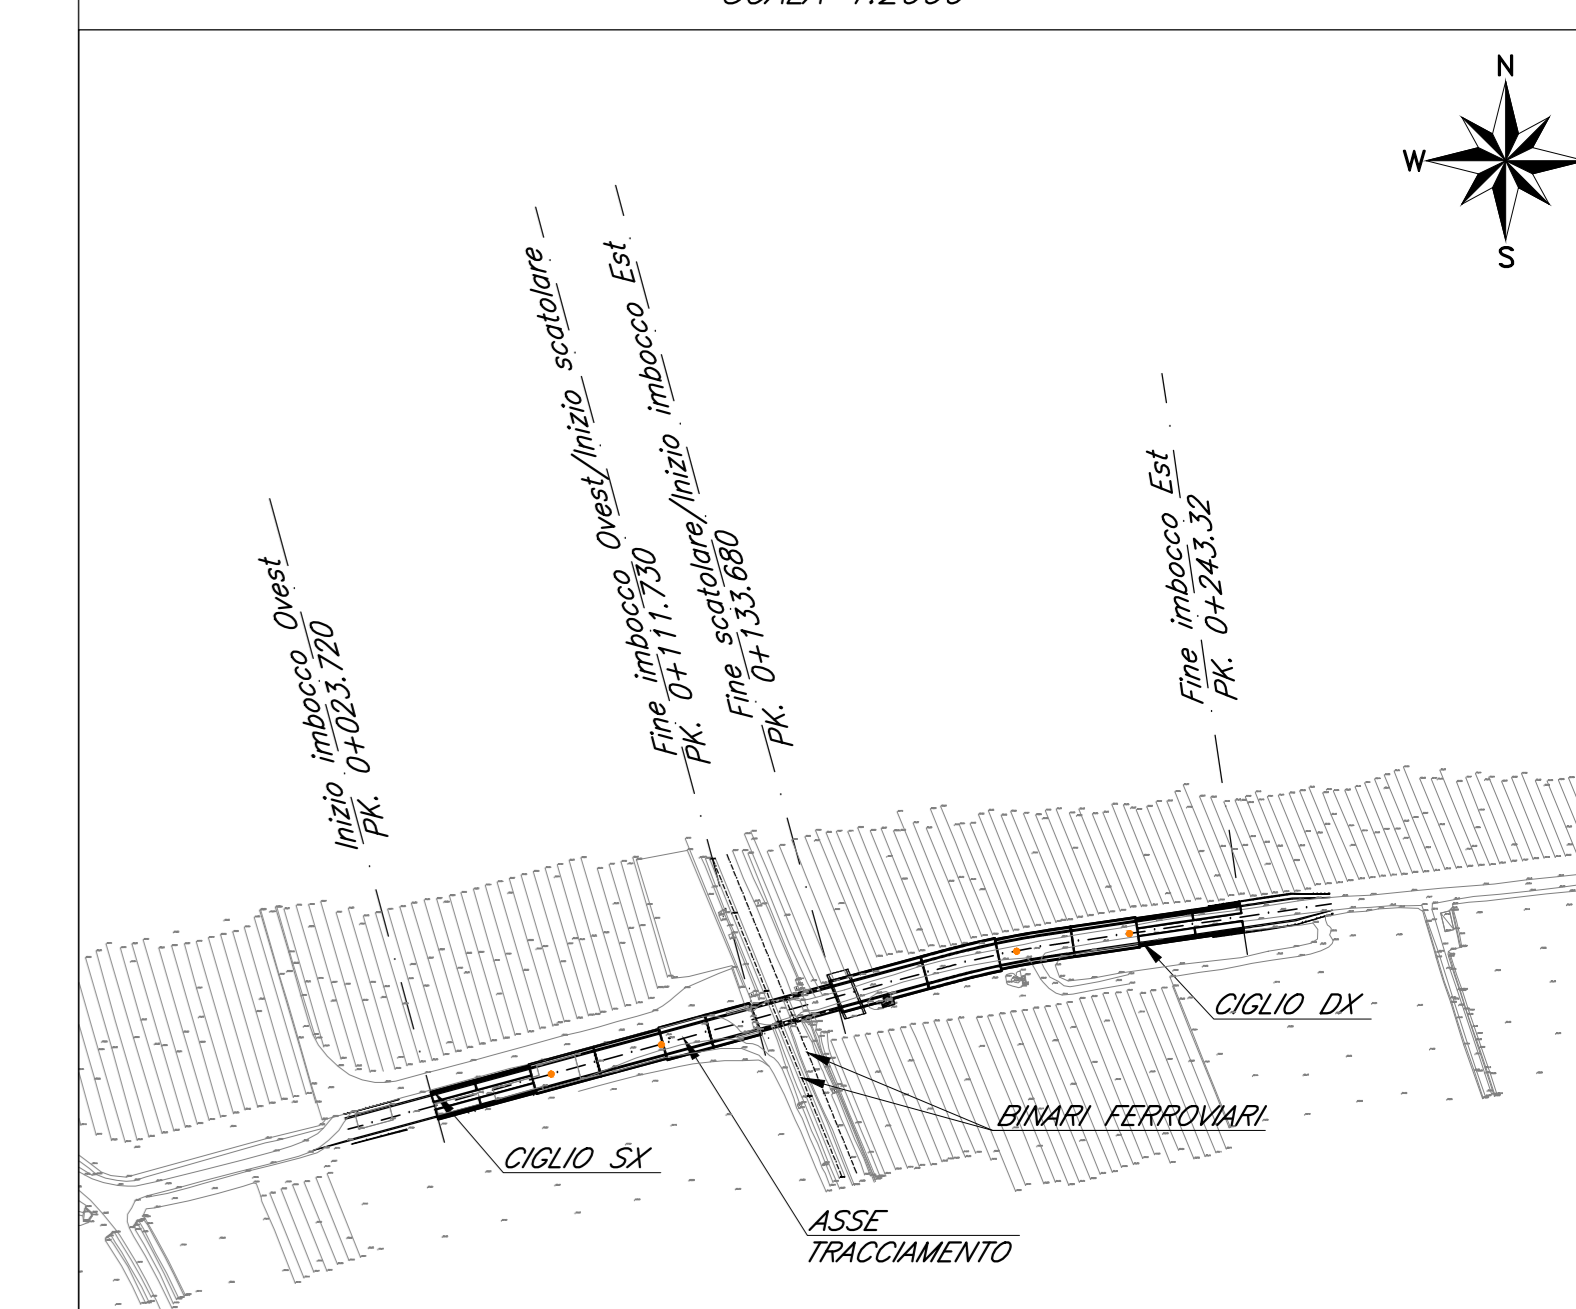 N
W
S
Inizio imbocco Ovest
PK. 0+023.720
Fine imbocco Ovest/Inizio scatolare
PK. 0+111.730
Fine scatolare/Inizio imbocco Est
PK. 0+133.680
Fine imbocco Est
PK. 0+243.32
CIGLIO DX
BINARI FERROVIARI
CIGLIO SX
ASSE
TRACCIAMENTO